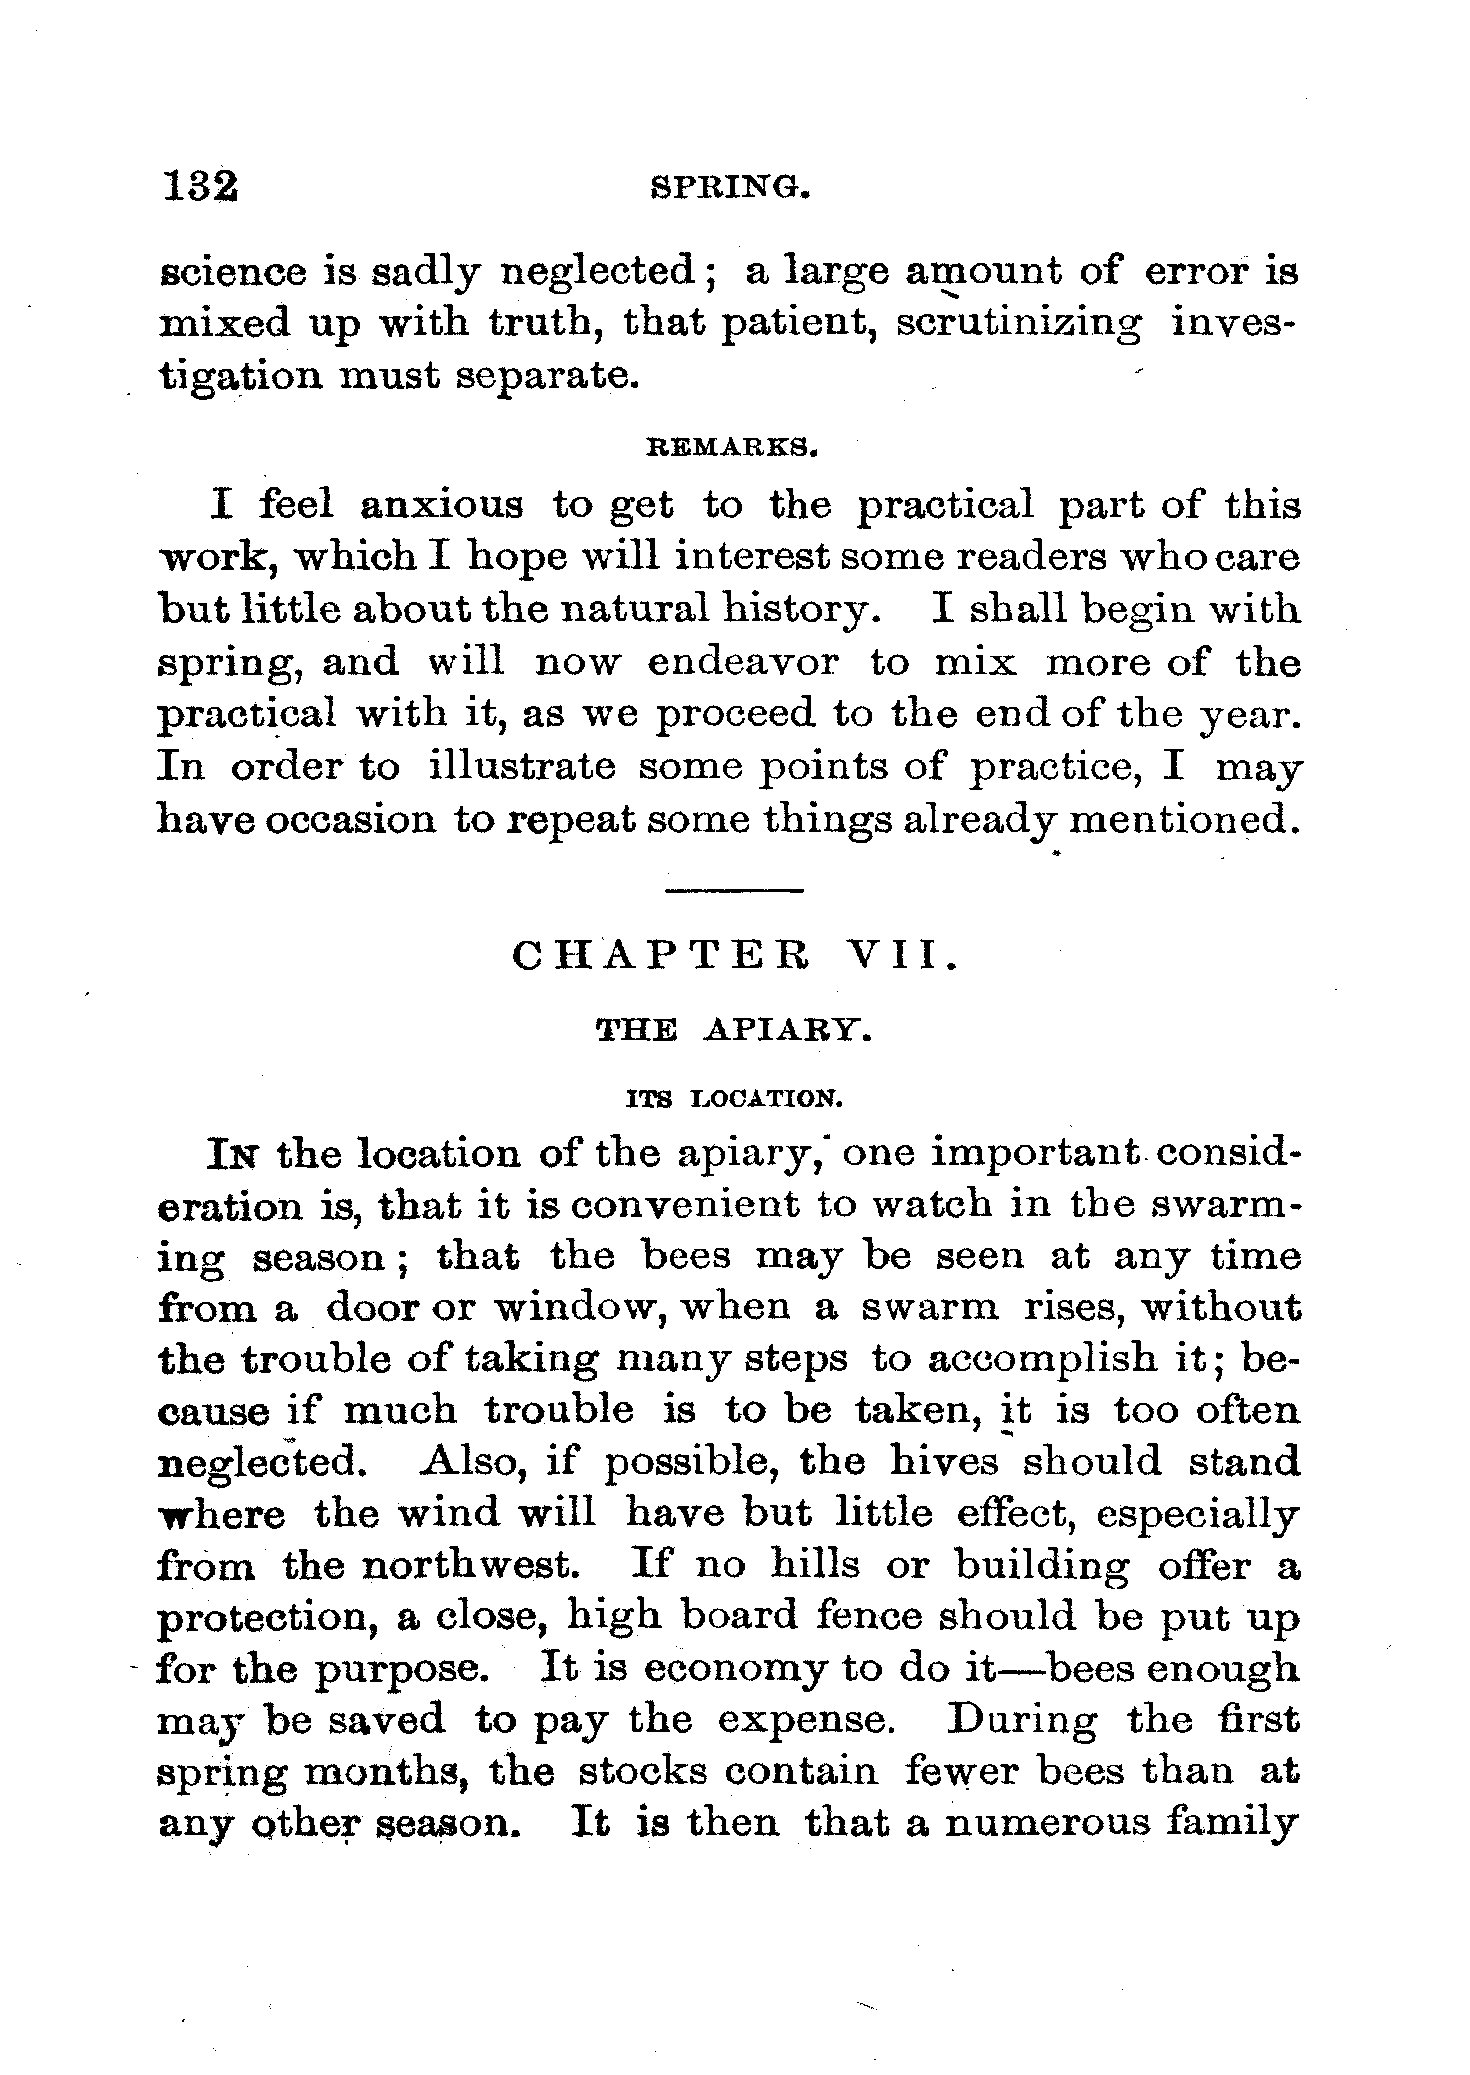 132 SPRING.
science is sadly neglected; a large amount of error is
mixed up with truth, that patient, scrutinizing inves-
tigation must separate.
REMARKS.
I feel anxious to get to the practical part of this
work, which I hope will interest some readers who care
but little about the natural history. I shall begin with
spring, and will now endeavor to mix more of the
practical with it, as we proceed to the end of the year.
In order to illustrate some points of practice, I may
have occasion to repeat some things already mentioned.
CHAPTER VII.
THE APIARY.
ITS LOCATION.
IN the location of the apiary, one important consid-
eration is, that it is convenient to watch in the swarm-
ing season; that the bees may be seen at any time
from a door or window, when a swarm rises, without
the trouble of taking many steps to accomplish it; be-
cause if much trouble is to be taken, it is too often
neglected. Also, if possible, the hives should stand
where the wind will have but little effect, especially
from the northwest. If no hills or building offer a
protection, a close, high board fence should be put up
for the purpose. It is economy to do it—bees enough
may be saved to pay the expense. During the first
spring months, the stocks contain fewer bees than at
any other season. It is then that a numerous family